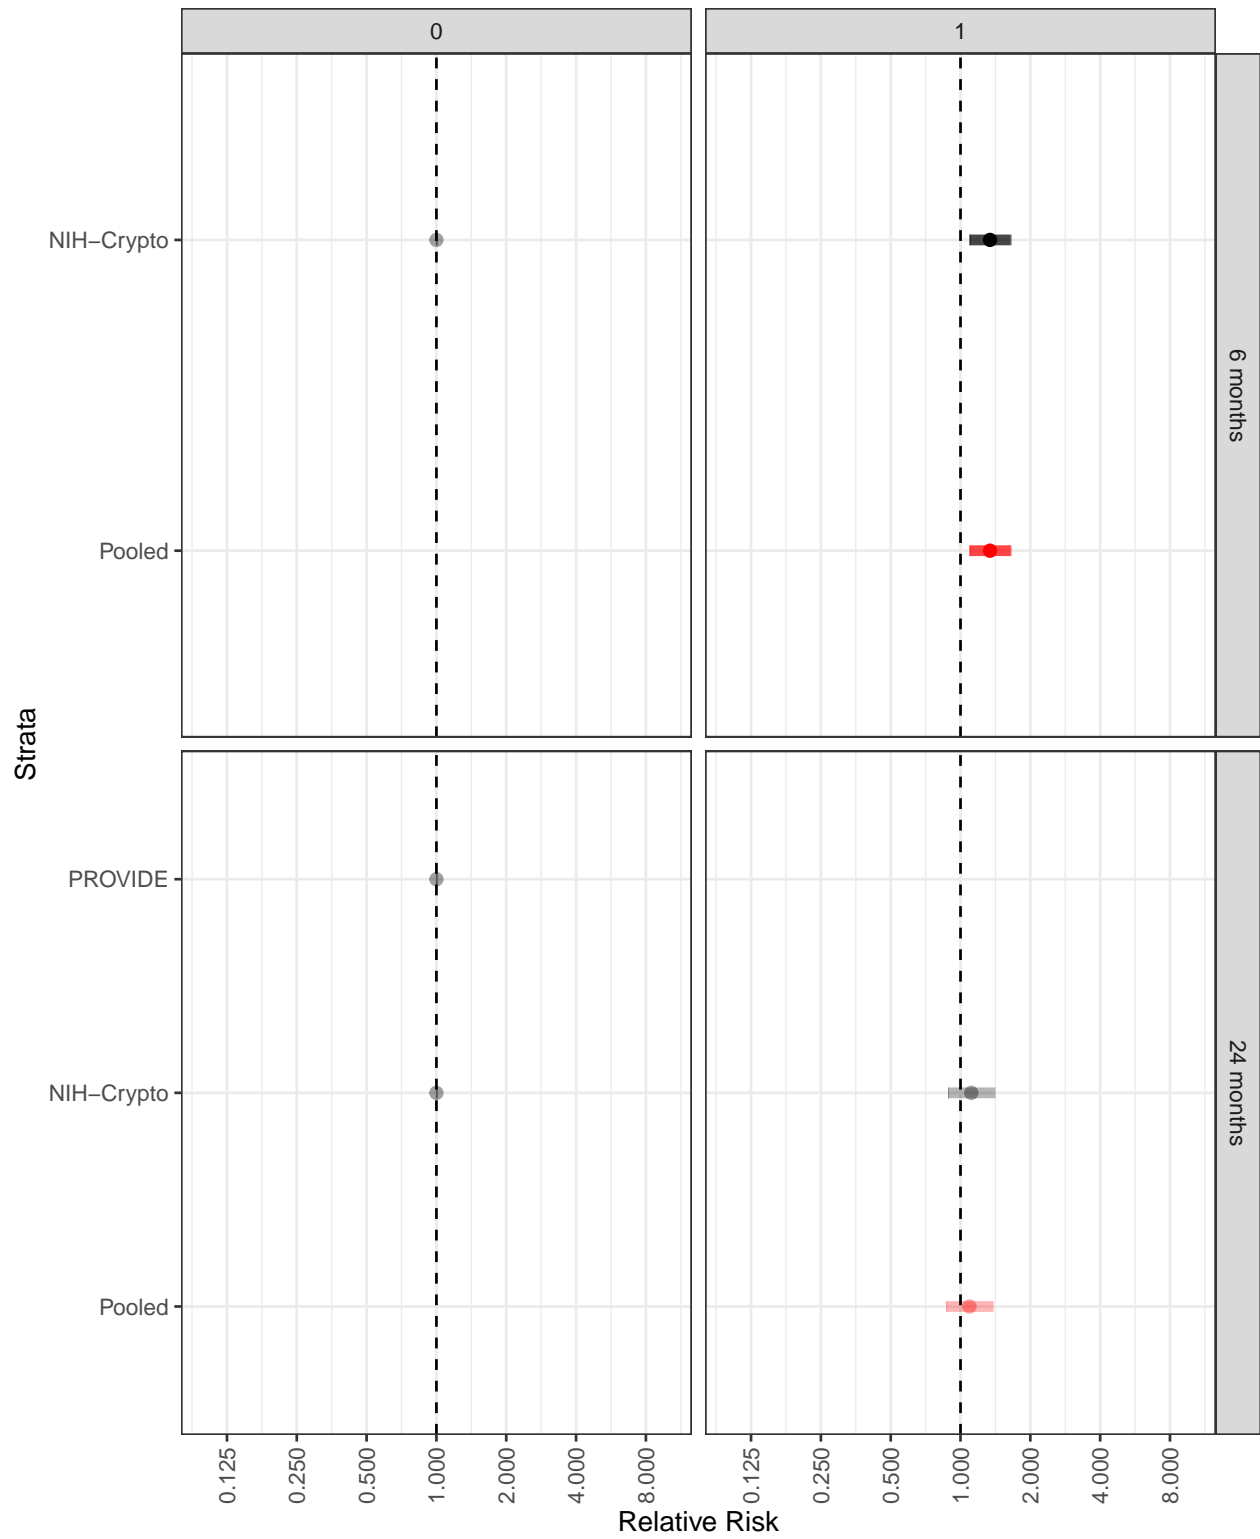 0
1
NIH−Crypto
Pooled
6 months
Strata
PROVIDE
NIH−Crypto
Pooled
24 months
0.125
0.250
0.500
1.000
2.000
4.000
8.000
0.125
0.250
0.500
1.000
2.000
4.000
8.000
Relative Risk